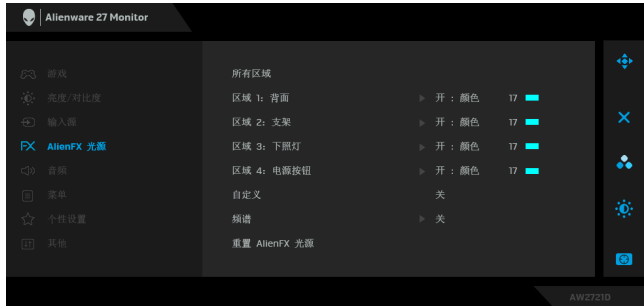 Alienware 27 Monitor
游戏
亮度/对比度
输入源
AlienFX 光源
音频
菜单
个性设置
其他
所有区域
区域 1：背面 开 : 颜色 17
区域 2：支架 开 : 颜色 17
区域 3：下照灯 开 : 颜色 17
区域 4：电源按钮 开 : 颜色 17
自定义 关
频谱 关
重置 AlienFX 光源
AW2721D